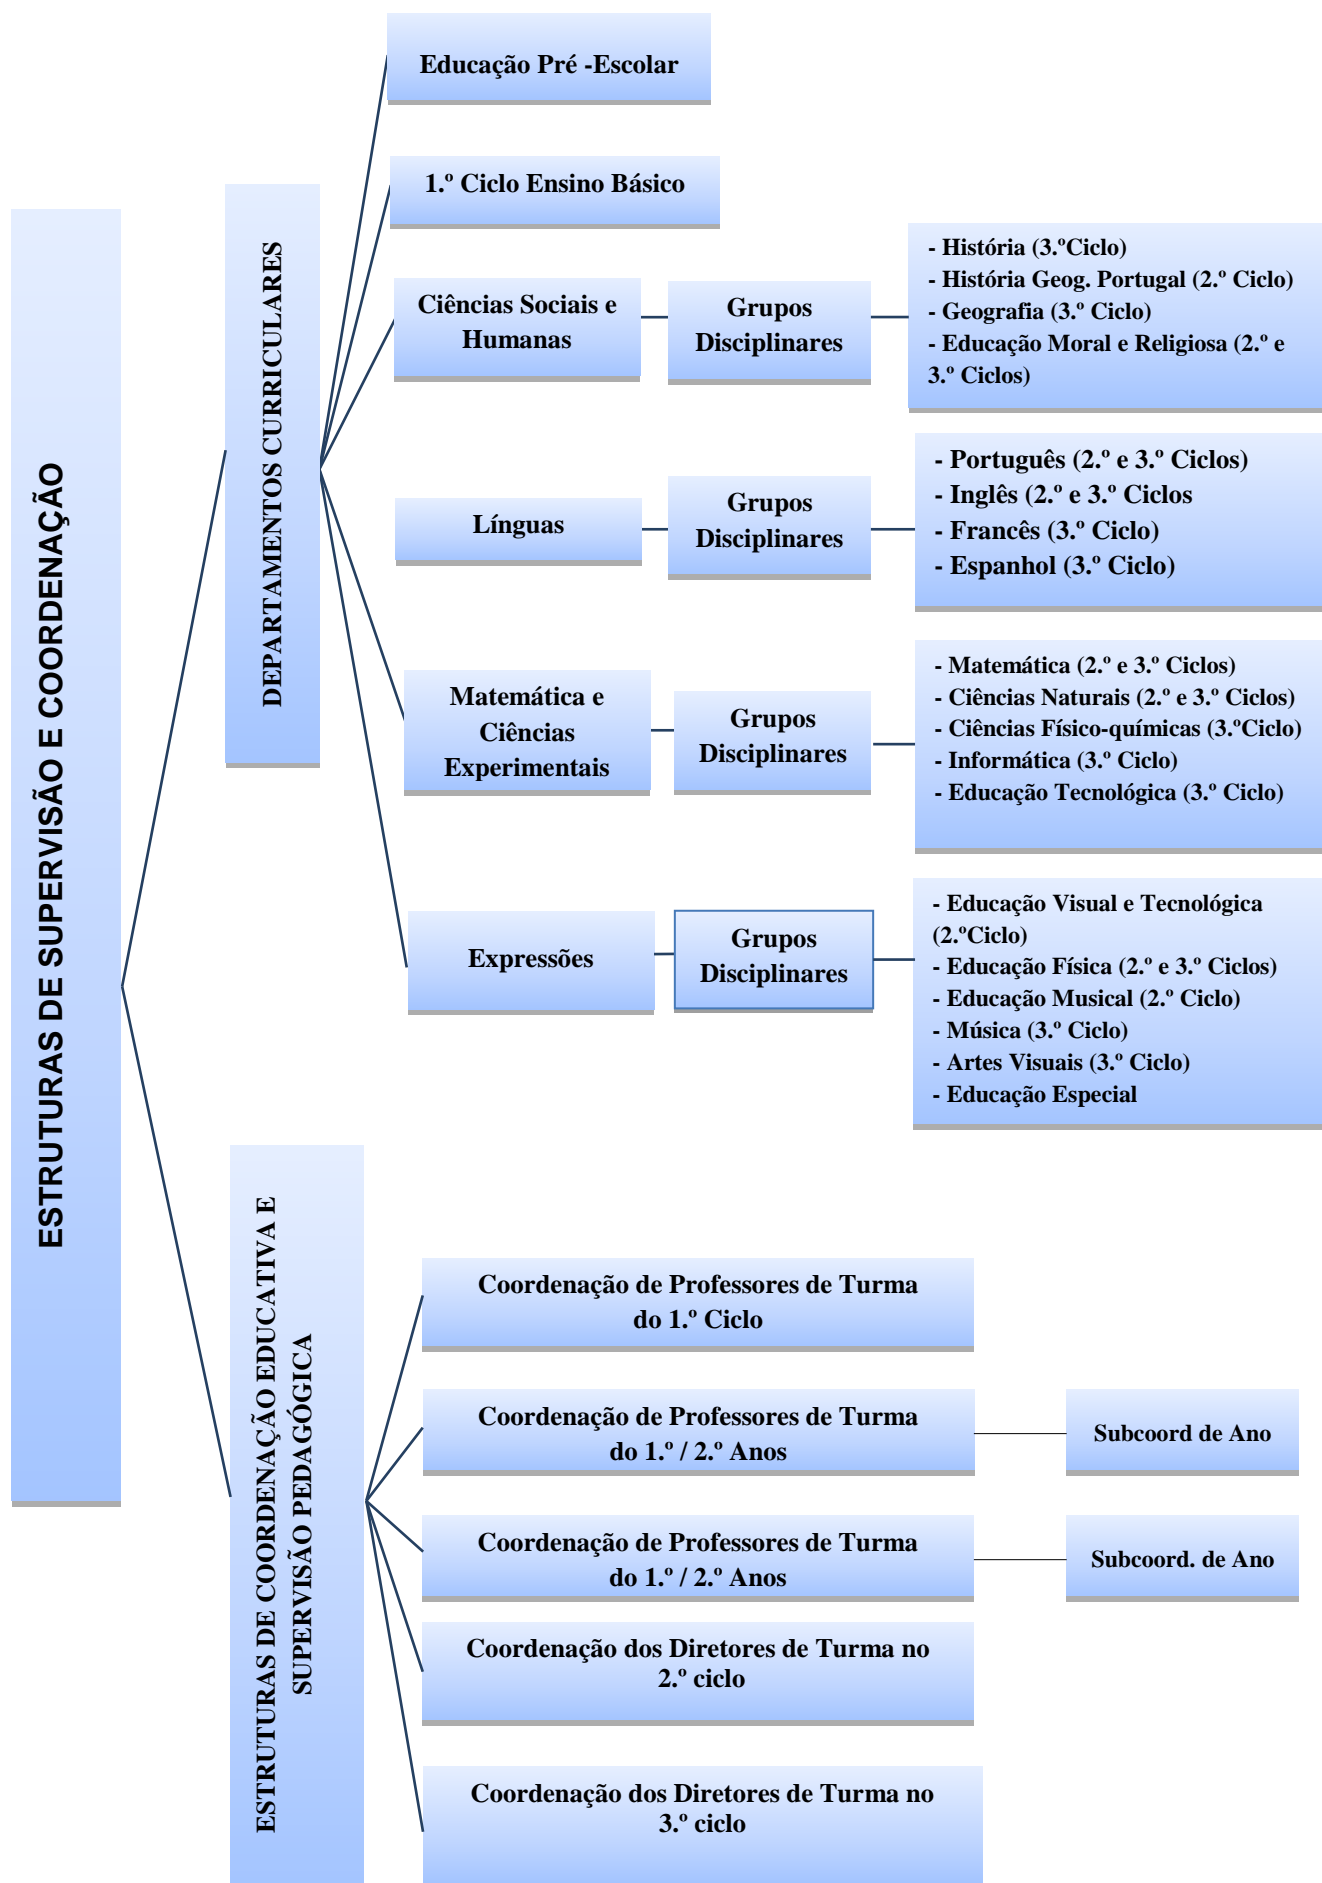 ESTRUTURAS DE SUPERVISÃO E COORDENAÇÃO
DEPARTAMENTOS CURRICULARES
Educação Pré -Escolar
1.º Ciclo Ensino Básico
Ciências Sociais e
Humanas
Grupos
Disciplinares
- História (3.ºCiclo)
- História Geog. Portugal (2.º Ciclo)
- Geografia (3.º Ciclo)
- Educação Moral e Religiosa (2.º e
3.º Ciclos)
Línguas
Grupos
Disciplinares
- Português (2.º e 3.º Ciclos)
- Inglês (2.º e 3.º Ciclos
- Francês (3.º Ciclo)
- Espanhol (3.º Ciclo)
Matemática e
Ciências
Experimentais
Grupos
Disciplinares
- Matemática (2.º e 3.º Ciclos)
- Ciências Naturais (2.º e 3.º Ciclos)
- Ciências Físico-químicas (3.ºCiclo)
- Informática (3.º Ciclo)
- Educação Tecnológica (3.º Ciclo)
Expressões
Grupos
Disciplinares
- Educação Visual e Tecnológica
(2.ºCiclo)
- Educação Física (2.º e 3.º Ciclos)
- Educação Musical (2.º Ciclo)
- Música (3.º Ciclo)
- Artes Visuais (3.º Ciclo)
- Educação Especial
ESTRUTURAS DE COORDENAÇÃO EDUCATIVA E
SUPERVISÃO PEDAGÓGICA
Coordenação de Professores de Turma
do 1.º Ciclo
Coordenação de Professores de Turma
do 1.º / 2.º Anos
Subcoord de Ano
Coordenação de Professores de Turma
do 1.º / 2.º Anos
Subcoord. de Ano
Coordenação dos Diretores de Turma no
2.º ciclo
Coordenação dos Diretores de Turma no
3.º ciclo